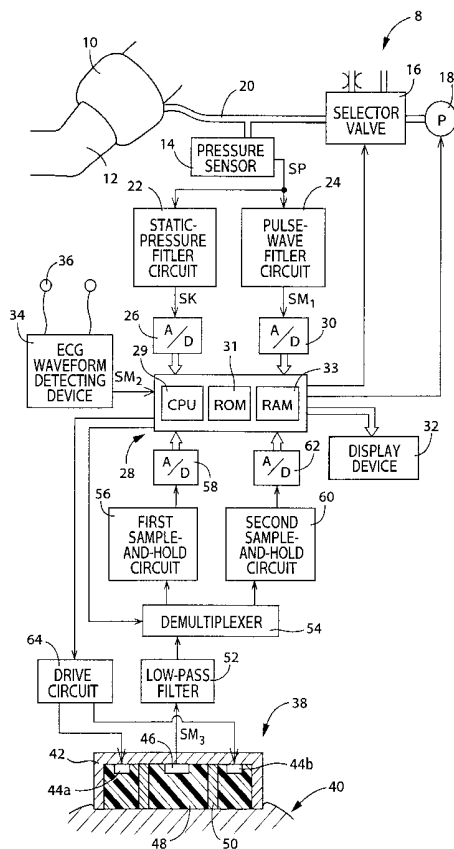 8
10
16
18
20
SELECTOR
VALVE
P
12
14
PRESSURE
SENSOR
SP
22
24
STATIC-
PRESSURE
FITLER
CIRCUIT
PULSE-
WAVE
FITLER
CIRCUIT
36
34
SK
SM1
26
A/D
A/D
30
ECG
WAVEFORM
DETECTING
DEVICE
SM2
29
31
33
CPU
ROM
RAM
32
DISPLAY
DEVICE
28
A/D
58
A/D
62
56
60
FIRST
SAMPLE-
AND-HOLD
CIRCUIT
SECOND
SAMPLE-
AND-HOLD
CIRCUIT
DEMULTIPLEXER
54
64
DRIVE
CIRCUIT
LOW-PASS
FILTER
52
38
42
46
SM3
44a
44b
40
48
50